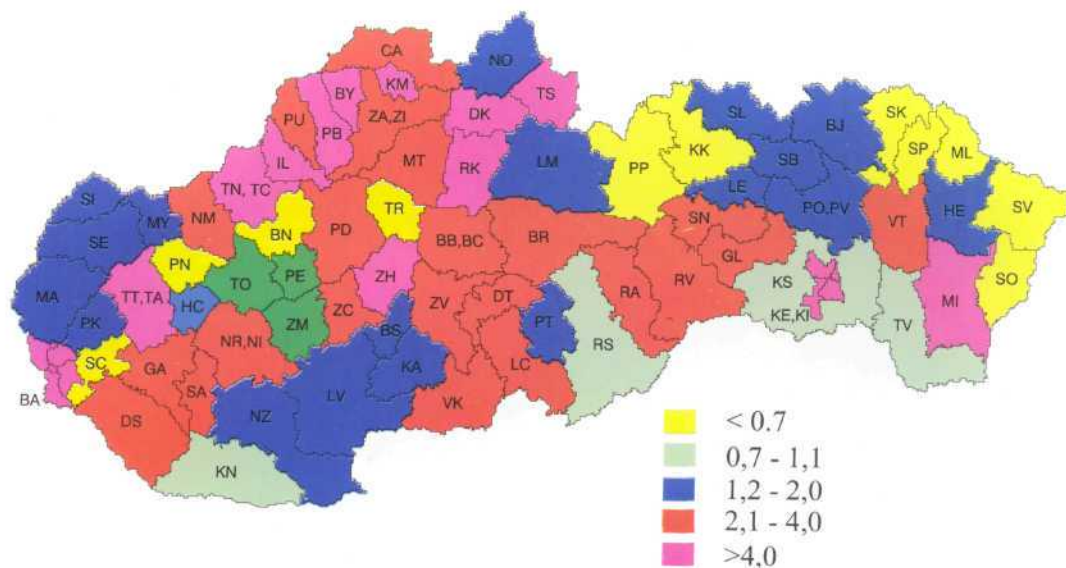 CA
NO
KM
BY
TS
PU
PB
ZA,ZI
DK
SL
BJ
SK
SP
ML
IL
MT
RK
LM
PP
KK
SB
TN, TC
LE
PO,PV
VT
HE
SV
SI
MY
NM
BN
PD
TR
SN
SE
BB,BC
BR
GL
PN
TO
PE
ZH
RA
RV
KS
SO
MA
TT,TA
HC
ZM
ZC
ZV
DT
KE,KI
MI
PK
NR,NI
BS
PT
TV
SC
GA
KA
LC
RS
BA
DS
SA
NZ
LV
VK
KN
< 0.7
0,7 - 1,1
1,2 - 2,0
2,1 - 4,0
>4,0